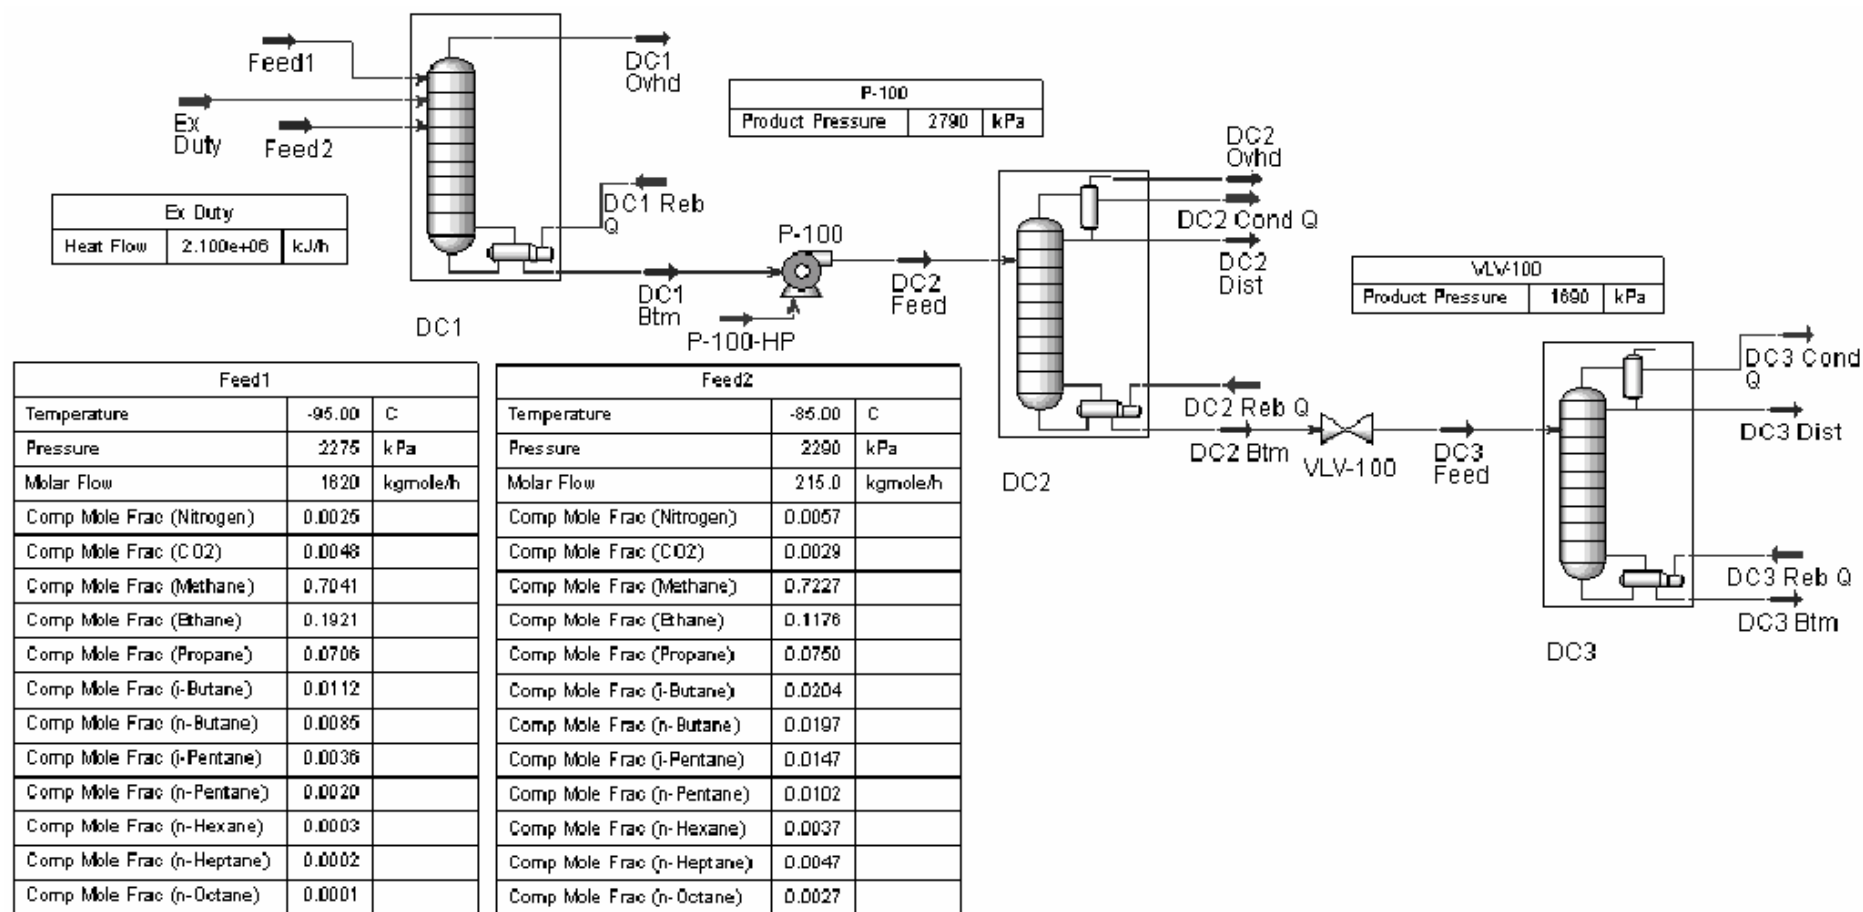 Feed1
Ex
Duty
Feed2
DC1
Ovhd
Ex Duty
Heat Flow 2.100e+06 kJ/h
DC1 Reb
Q
DC1
DC1
Btm
P-100
Product Pressure 2790 kPa
P-100
P-100-HP
DC2
Feed
DC2
Ovhd
DC2 Cond Q
DC2
Dist
DC2 Reb Q
DC2 Btm
DC2
VLV-100
Product Pressure 1690 kPa
VLV-100
DC3
Feed
DC3 Cond
Q
DC3 Dist
DC3 Reb Q
DC3 Btm
DC3
Feed1
Temperature -95.00 C
Pressure 2275 kPa
Molar Flow 1620 kgmole/h
Comp Mole Frac (Nitrogen) 0.0025
Comp Mole Frac (CO2) 0.0048
Comp Mole Frac (Methane) 0.7041
Comp Mole Frac (Ethane) 0.1921
Comp Mole Frac (Propane) 0.0706
Comp Mole Frac (i-Butane) 0.0112
Comp Mole Frac (n-Butane) 0.0085
Comp Mole Frac (i-Pentane) 0.0036
Comp Mole Frac (n-Pentane) 0.0020
Comp Mole Frac (n-Hexane) 0.0003
Comp Mole Frac (n-Heptane) 0.0002
Comp Mole Frac (n-Octane) 0.0001
Feed2
Temperature -85.00 C
Pressure 2290 kPa
Molar Flow 215.0 kgmole/h
Comp Mole Frac (Nitrogen) 0.0057
Comp Mole Frac (CO2) 0.0029
Comp Mole Frac (Methane) 0.7227
Comp Mole Frac (Ethane) 0.1176
Comp Mole Frac (Propane) 0.0750
Comp Mole Frac (i-Butane) 0.0204
Comp Mole Frac (n-Butane) 0.0197
Comp Mole Frac (i-Pentane) 0.0147
Comp Mole Frac (n-Pentane) 0.0102
Comp Mole Frac (n-Hexane) 0.0037
Comp Mole Frac (n-Heptane) 0.0047
Comp Mole Frac (n-Octane) 0.0027